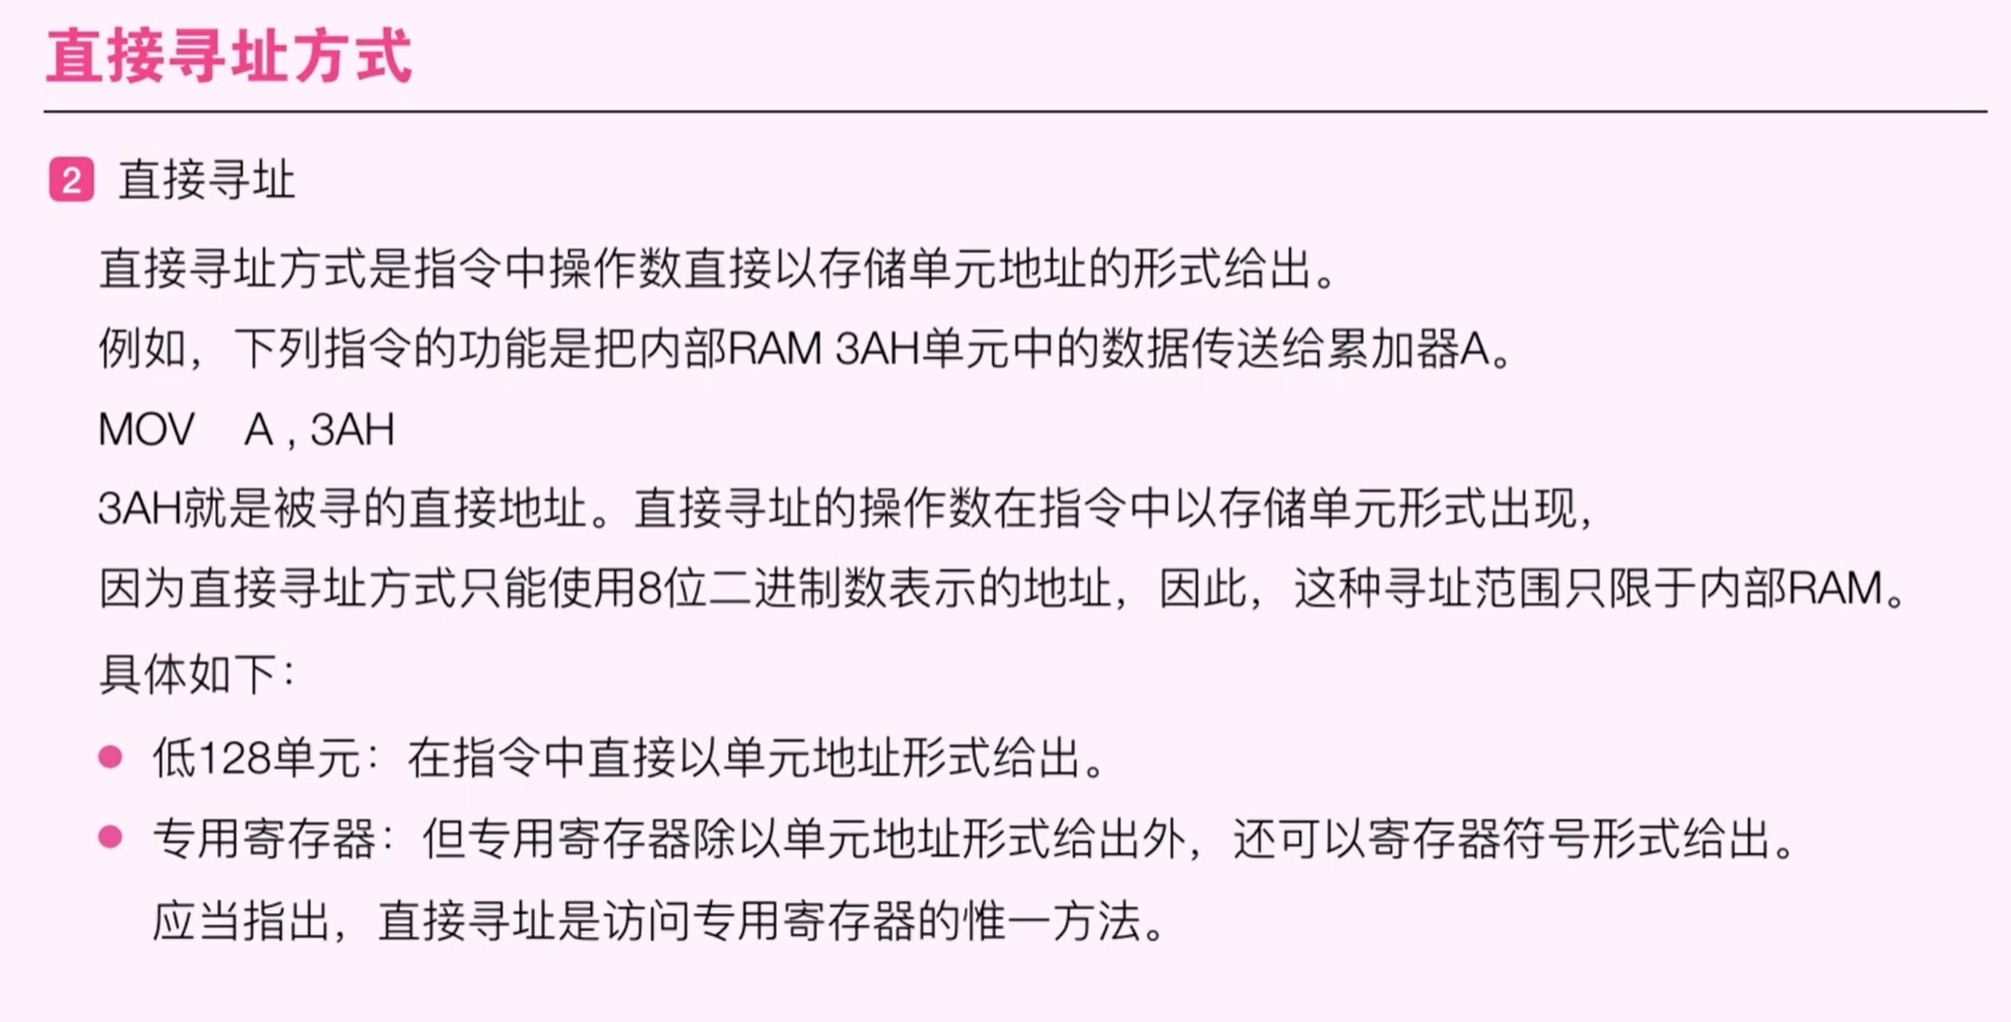 直接寻址方式
2 直接寻址
直接寻址方式是指令中操作数直接以存储单元地址的形式给出。
例如，下列指令的功能是把内部RAM 3AH单元中的数据传送给累加器A。
MOV A , 3AH
3AH就是被寻的直接地址。直接寻址的操作数在指令中以存储单元形式出现，
因为直接寻址方式只能使用8位二进制数表示的地址，因此，这种寻址范围只限于内部RAM。
具体如下：
● 低128单元：在指令中直接以单元地址形式给出。
● 专用寄存器：但专用寄存器除以单元地址形式给出外，还可以寄存器符号形式给出。
应当指出，直接寻址是访问专用寄存器的惟一方法。